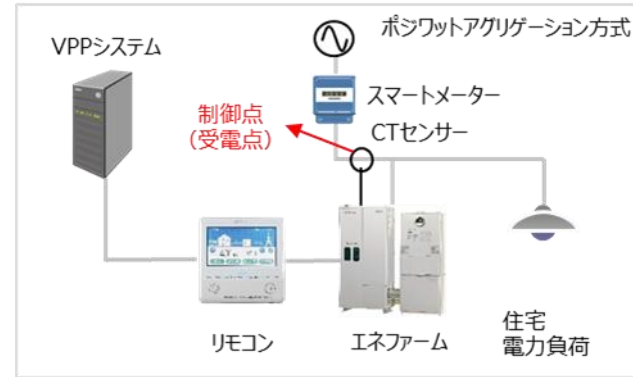 ポジワットアグリゲーション方式
VPPシステム
スマートメーター
制御点
（受電点）
CTセンサー
リモコン
エネファーム
住宅
電力負荷